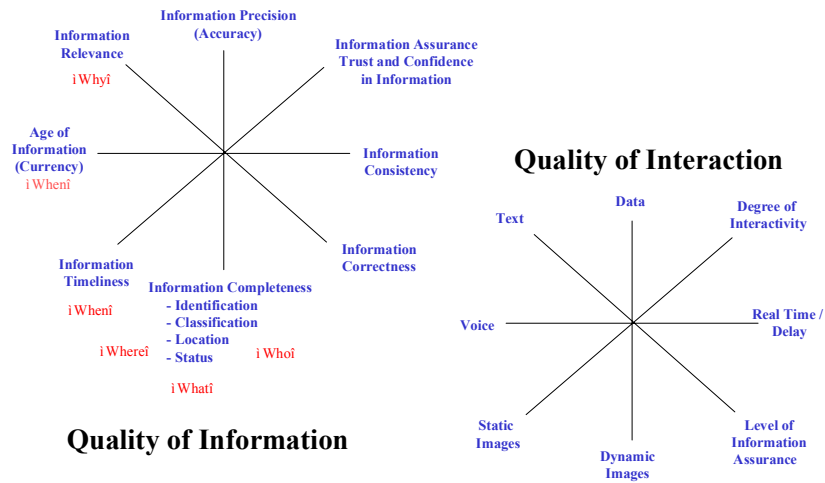 Information Precision
(Accuracy)
Information
Relevance
ì Whyî
Information Assurance
Trust and Confidence
in Information
Age of
Information
(Currency)
ì Whenî
Information
Consistency
Information
Correctness
Information
Timeliness
ì Whenî
Information Completeness
- Identification
- Classification
- Location
- Status
ì Whereî
ì Whoî
ì Whatî
Quality of Information
Quality of Interaction
Data
Text
Degree of
Interactivity
Voice
Real Time /
Delay
Static
Images
Dynamic
Images
Level of
Information
Assurance